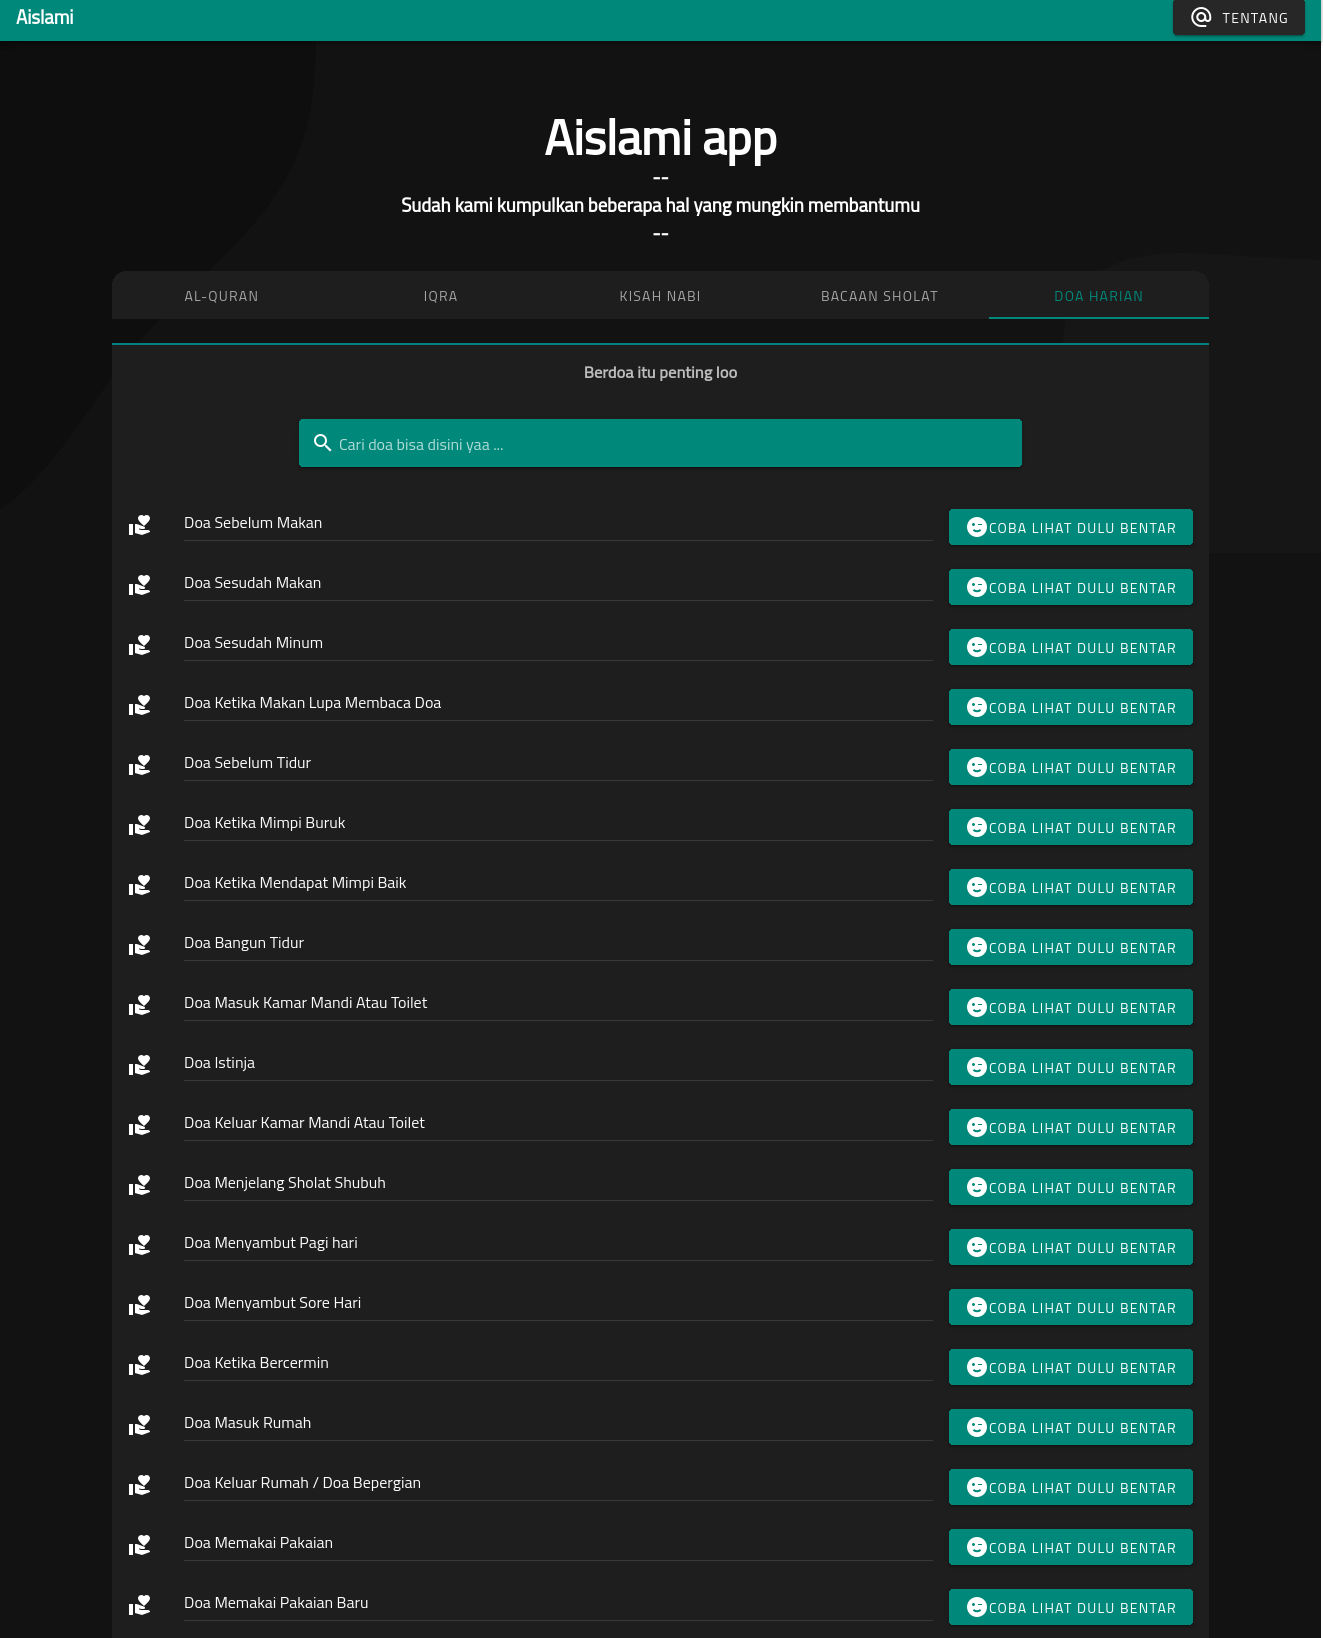 Aislami
TENTANG
Aislami app
--
Sudah kami kumpulkan beberapa hal yang mungkin membantumu
--
AL-QURAN
IQRA
KISAH NABI
BACAAN SHOLAT
DOA HARIAN
Berdoa itu penting loo
Cari doa bisa disini yaa ...
Doa Sebelum Makan
COBA LIHAT DULU BENTAR
Doa Sesudah Makan
COBA LIHAT DULU BENTAR
Doa Sesudah Minum
COBA LIHAT DULU BENTAR
Doa Ketika Makan Lupa Membaca Doa
COBA LIHAT DULU BENTAR
Doa Sebelum Tidur
COBA LIHAT DULU BENTAR
Doa Ketika Mimpi Buruk
COBA LIHAT DULU BENTAR
Doa Ketika Mendapat Mimpi Baik
COBA LIHAT DULU BENTAR
Doa Bangun Tidur
COBA LIHAT DULU BENTAR
Doa Masuk Kamar Mandi Atau Toilet
COBA LIHAT DULU BENTAR
Doa Istinja
COBA LIHAT DULU BENTAR
Doa Keluar Kamar Mandi Atau Toilet
COBA LIHAT DULU BENTAR
Doa Menjelang Sholat Shubuh
COBA LIHAT DULU BENTAR
Doa Menyambut Pagi hari
COBA LIHAT DULU BENTAR
Doa Menyambut Sore Hari
COBA LIHAT DULU BENTAR
Doa Ketika Bercermin
COBA LIHAT DULU BENTAR
Doa Masuk Rumah
COBA LIHAT DULU BENTAR
Doa Keluar Rumah / Doa Bepergian
COBA LIHAT DULU BENTAR
Doa Memakai Pakaian
COBA LIHAT DULU BENTAR
Doa Memakai Pakaian Baru
COBA LIHAT DULU BENTAR